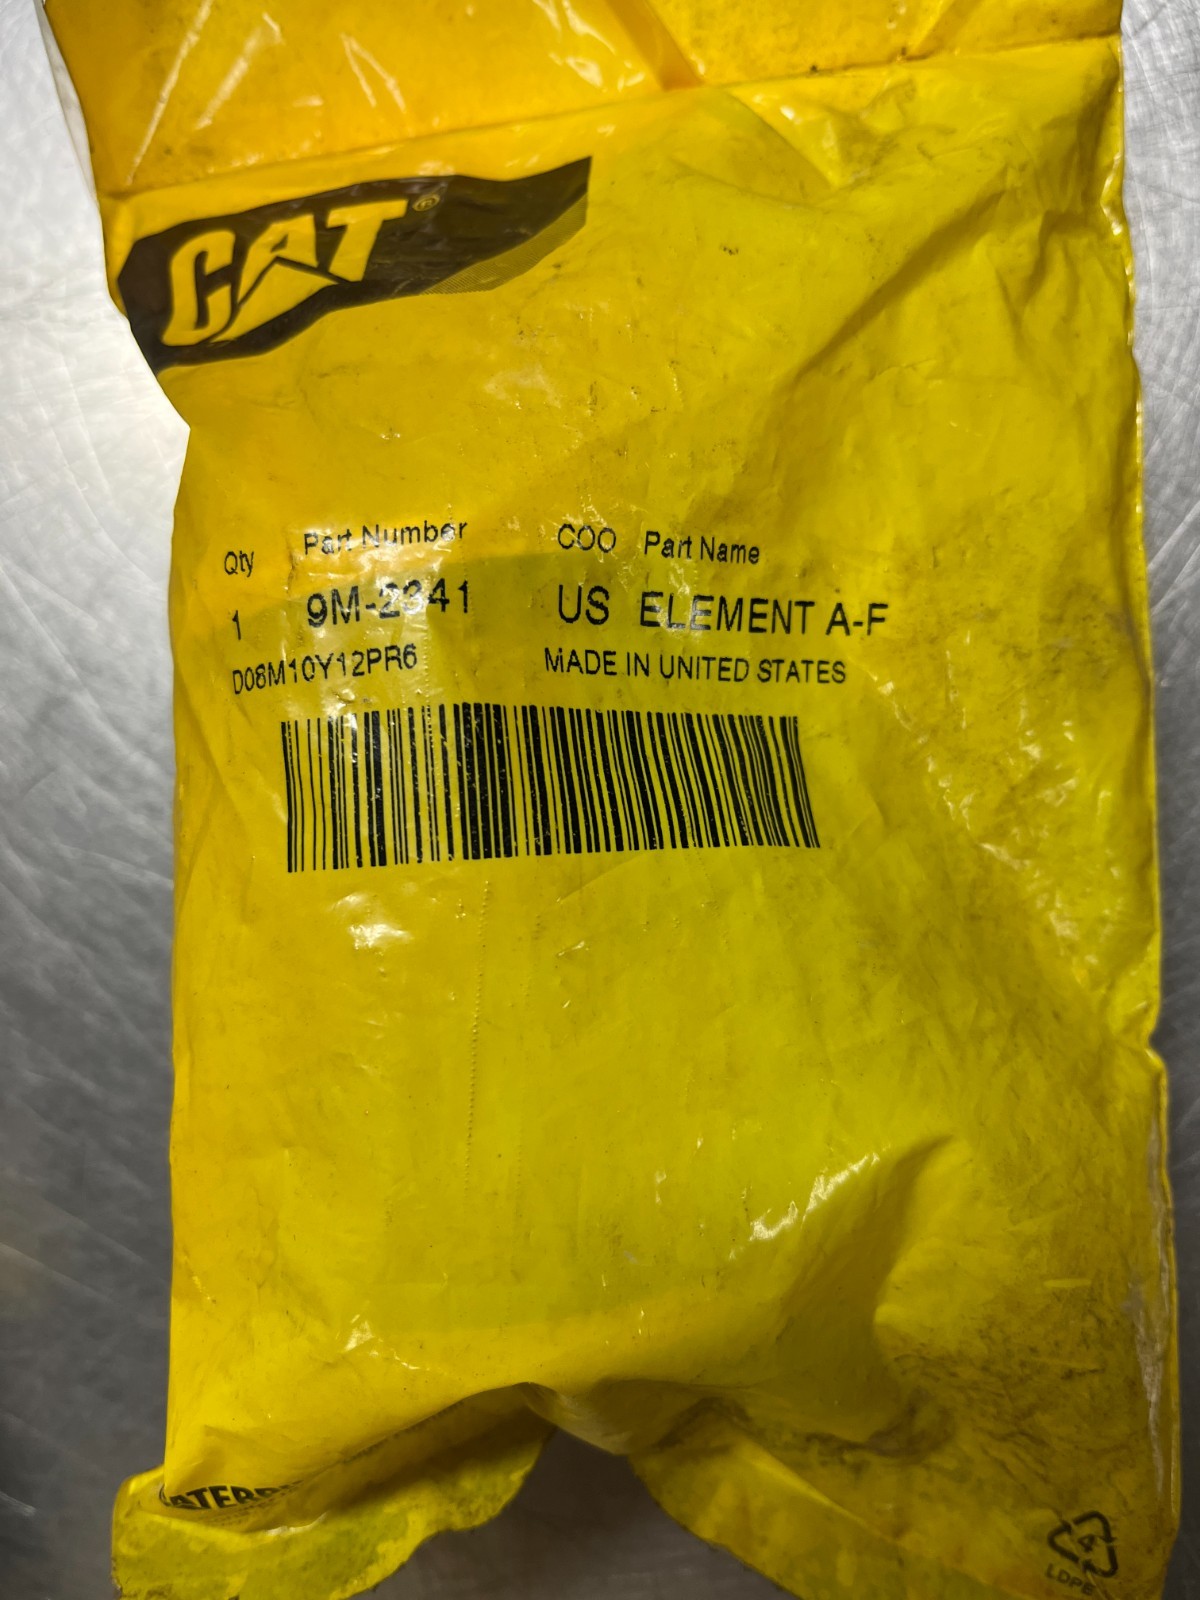 CAT®
Qty Part Number COO Part Name
1 9M-2341 US ELEMENT A-F
D08M10Y12PR6 MADE IN UNITED STATES
4
LDPE